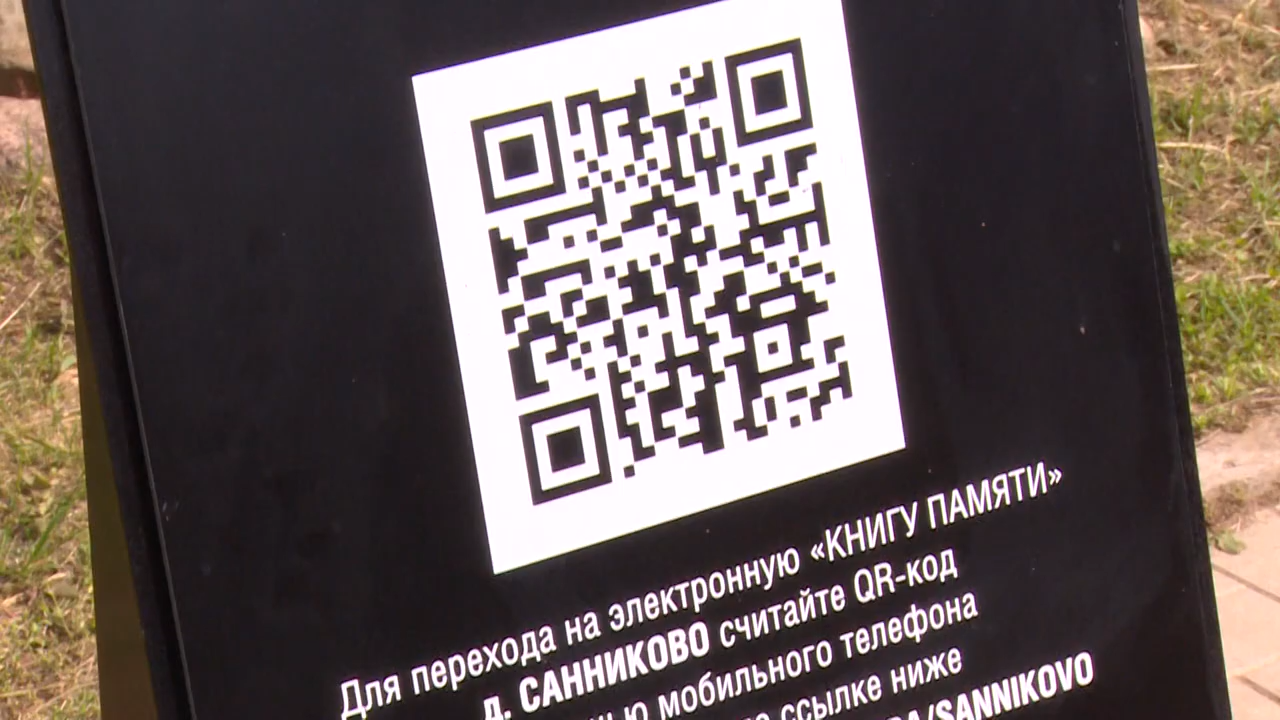 Для перехода на электронную «КНИГУ ПАМЯТИ»
д. САННИКОВО считайте QR-код
мобильного телефона
ссылке ниже
/SANNIKOVO